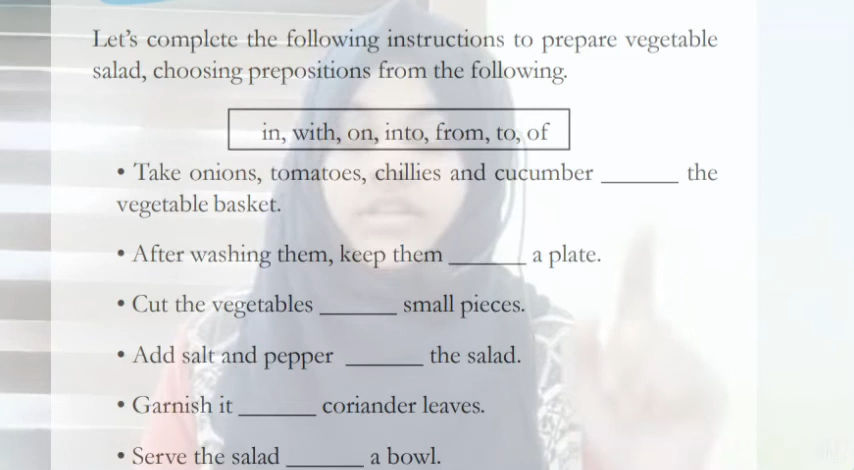 Let's complete the following instructions to prepare vegetable
salad, choosing prepositions from the following.
in, with, on, into, from, to, of
• Take onions, tomatoes, chillies and cucumber _______ the
vegetable basket.
• After washing them, keep them _______ a plate.
• Cut the vegetables _______ small pieces.
• Add salt and pepper _______ the salad.
• Garnish it _______ coriander leaves.
• Serve the salad _______ a bowl.